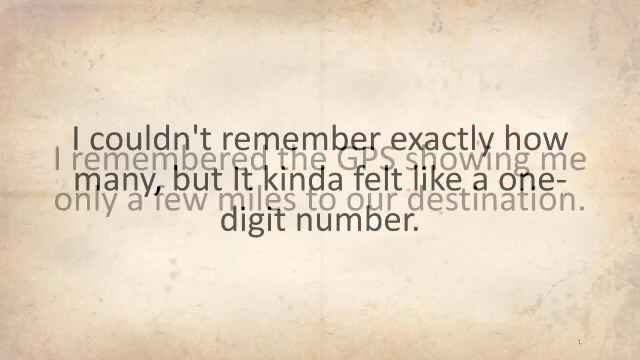 I couldn't remember exactly how
I remembered the GPS showing me
many, but it kinda felt like a one-
only a few miles to our destination.
digit number.